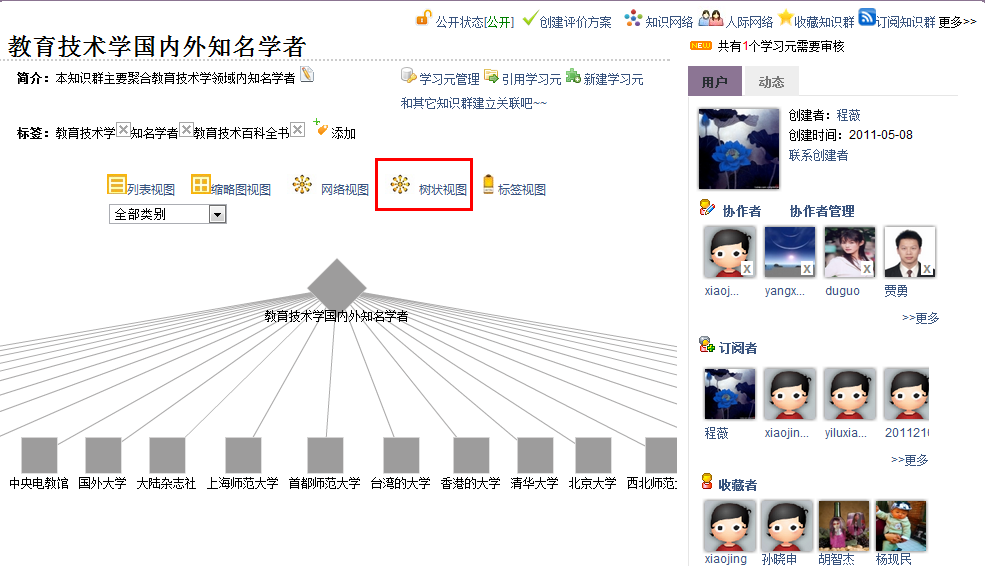 公开状态[公开] 创建评价方案 知识网络 人际网络 收藏知识群 订阅知识群 更多>>
教育技术学国内外知名学者
NEW 共有1个学习元需要审核
简介：本知识群主要聚合教育技术学领域内知名学者
学习元管理 引用学习元 新建学习元
和其它知识群建立关联吧~~
标签：教育技术学 知名学者 教育技术百科全书 添加
列表视图 缩略图视图 网络视图 树状视图 标签视图
全部类别
教育技术学国内外知名学者
中央电教馆 国外大学 大陆杂志社 上海师范大学 首都师范大学 台湾的大学 香港的大学 清华大学 北京大学 西北师范
用户 动态
创建者：程薇
创建时间：2011-05-08
联系创建者
协作者 协作者管理
xiaoj... yangx... duguo 贾勇
>>更多
订阅者
程薇 xiaojin... yiluxia... 201121
>>更多
收藏者
xiaojing 孙晓申 胡智杰 杨现民